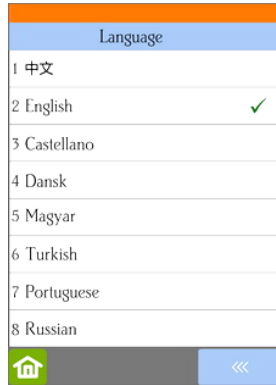 Language
1 中文
2 English
3 Castellano
4 Dansk
5 Magyar
6 Turkish
7 Portuguese
8 Russian